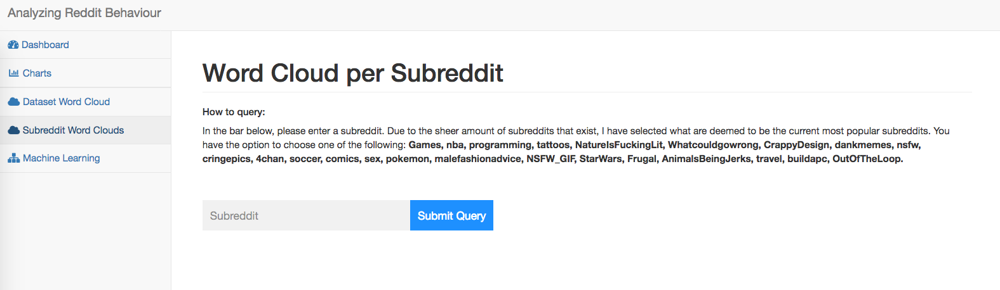 Analyzing Reddit Behaviour
Dashboard
Charts
Dataset Word Cloud
Subreddit Word Clouds
Machine Learning
Word Cloud per Subreddit
How to query:
In the bar below, please enter a subreddit. Due to the sheer amount of subreddits that exist, I have selected what are deemed to be the current most popular subreddits. You
have the option to choose one of the following: Games, nba, programming, tattoos, NatureIsFuckingLit, Whatcouldgowrong, CrappyDesign, dankmemes, nsfw,
cringepics, 4chan, soccer, comics, sex, pokemon, malefashionadvice, NSFW_GIF, StarWars, Frugal, AnimalsBeingJerks, travel, buildapc, OutOfTheLoop.
Subreddit
Submit Query